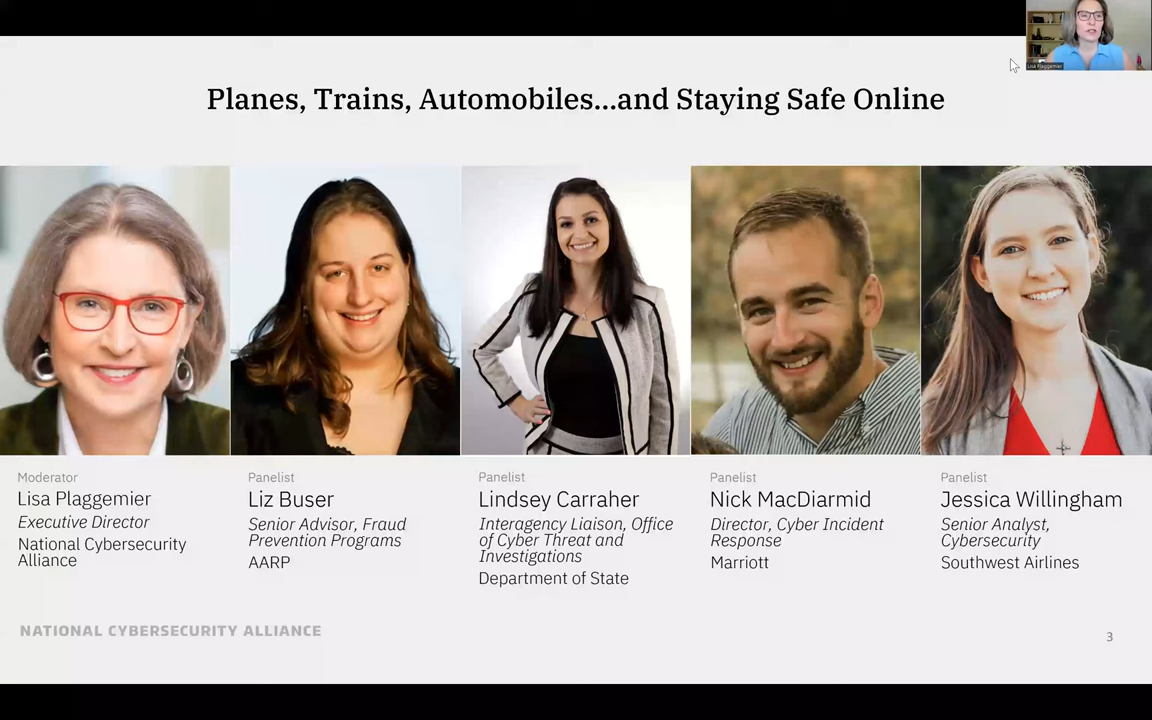 Lisa Plaggemier
Planes, Trains, Automobiles...and Staying Safe Online
Moderator
Lisa Plaggemier
Executive Director
National Cybersecurity
Alliance
Panelist
Liz Buser
Senior Advisor, Fraud
Prevention Programs
AARP
Panelist
Lindsey Carraher
Interagency Liaison, Office
of Cyber Threat and
Investigations
Department of State
Panelist
Nick MacDiarmid
Director, Cyber Incident
Response
Marriott
Panelist
Jessica Willingham
Senior Analyst,
Cybersecurity
Southwest Airlines
NATIONAL CYBERSECURITY ALLIANCE
3